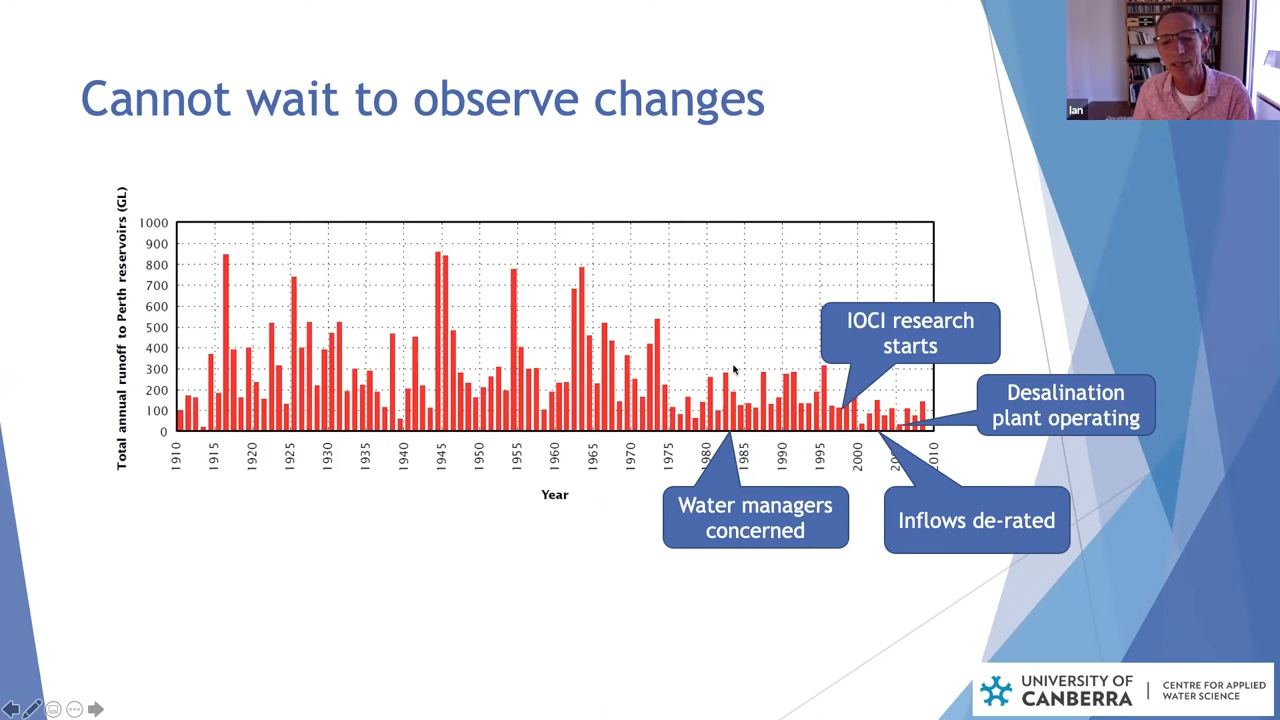 Cannot wait to observe changes
Ian
Total annual runoff to Perth reservoirs (GL)
1000
900
800
700
600
500
400
300
200
100
0
1910
1915
1920
1925
1930
1935
1940
1945
1950
1955
1960
1965
1970
1975
1980
1985
1990
1995
2000
2010
Year
IOCI research
starts
Desalination
plant operating
Water managers
concerned
Inflows de-rated
UNIVERSITY OF
CANBERRA
CENTRE FOR APPLIED
WATER SCIENCE